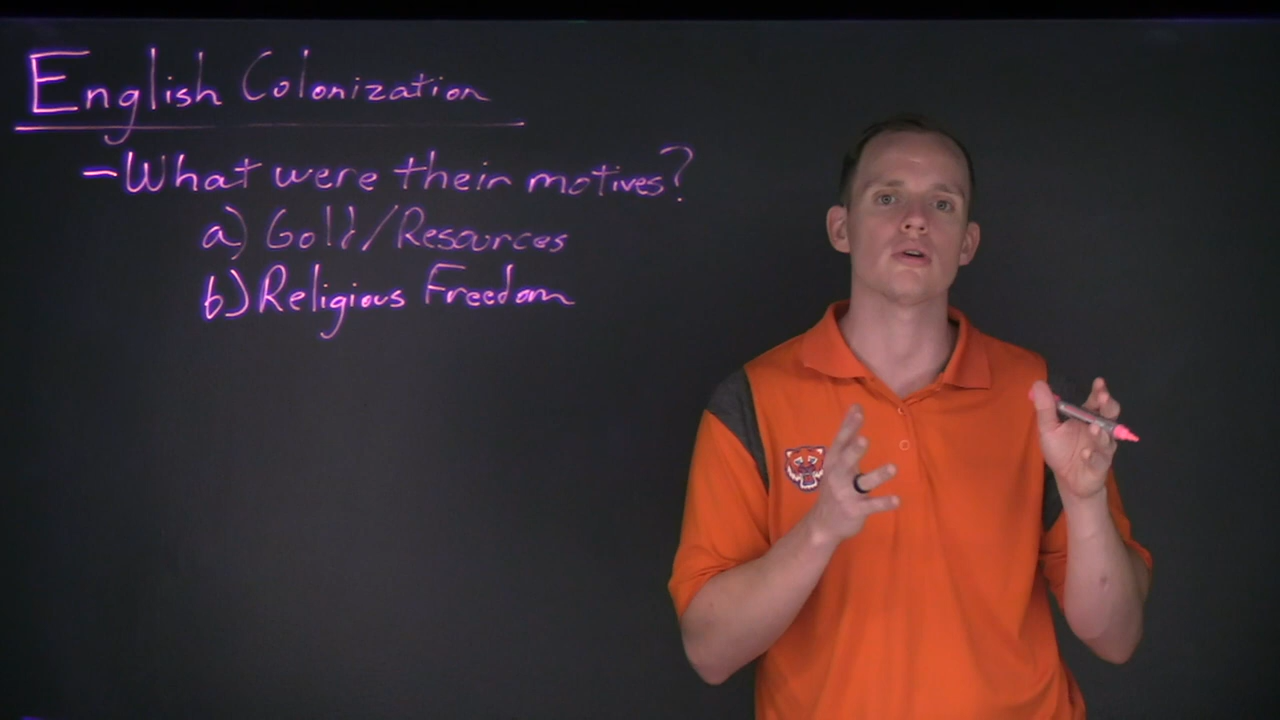 English Colonization
- What were their motives?
a) Gold/Resources
b) Religious Freedom